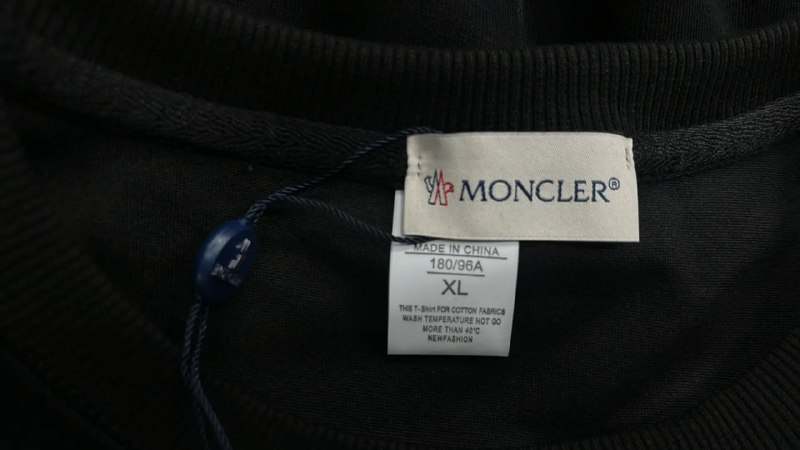 MONCLER®
MADE IN CHINA
180/96A
XL
THIS T-Shirt FOR COTTON FABRICS
WASH TEMPERATURE NOT GO
MORE THAN 40°C
NEWFASHION